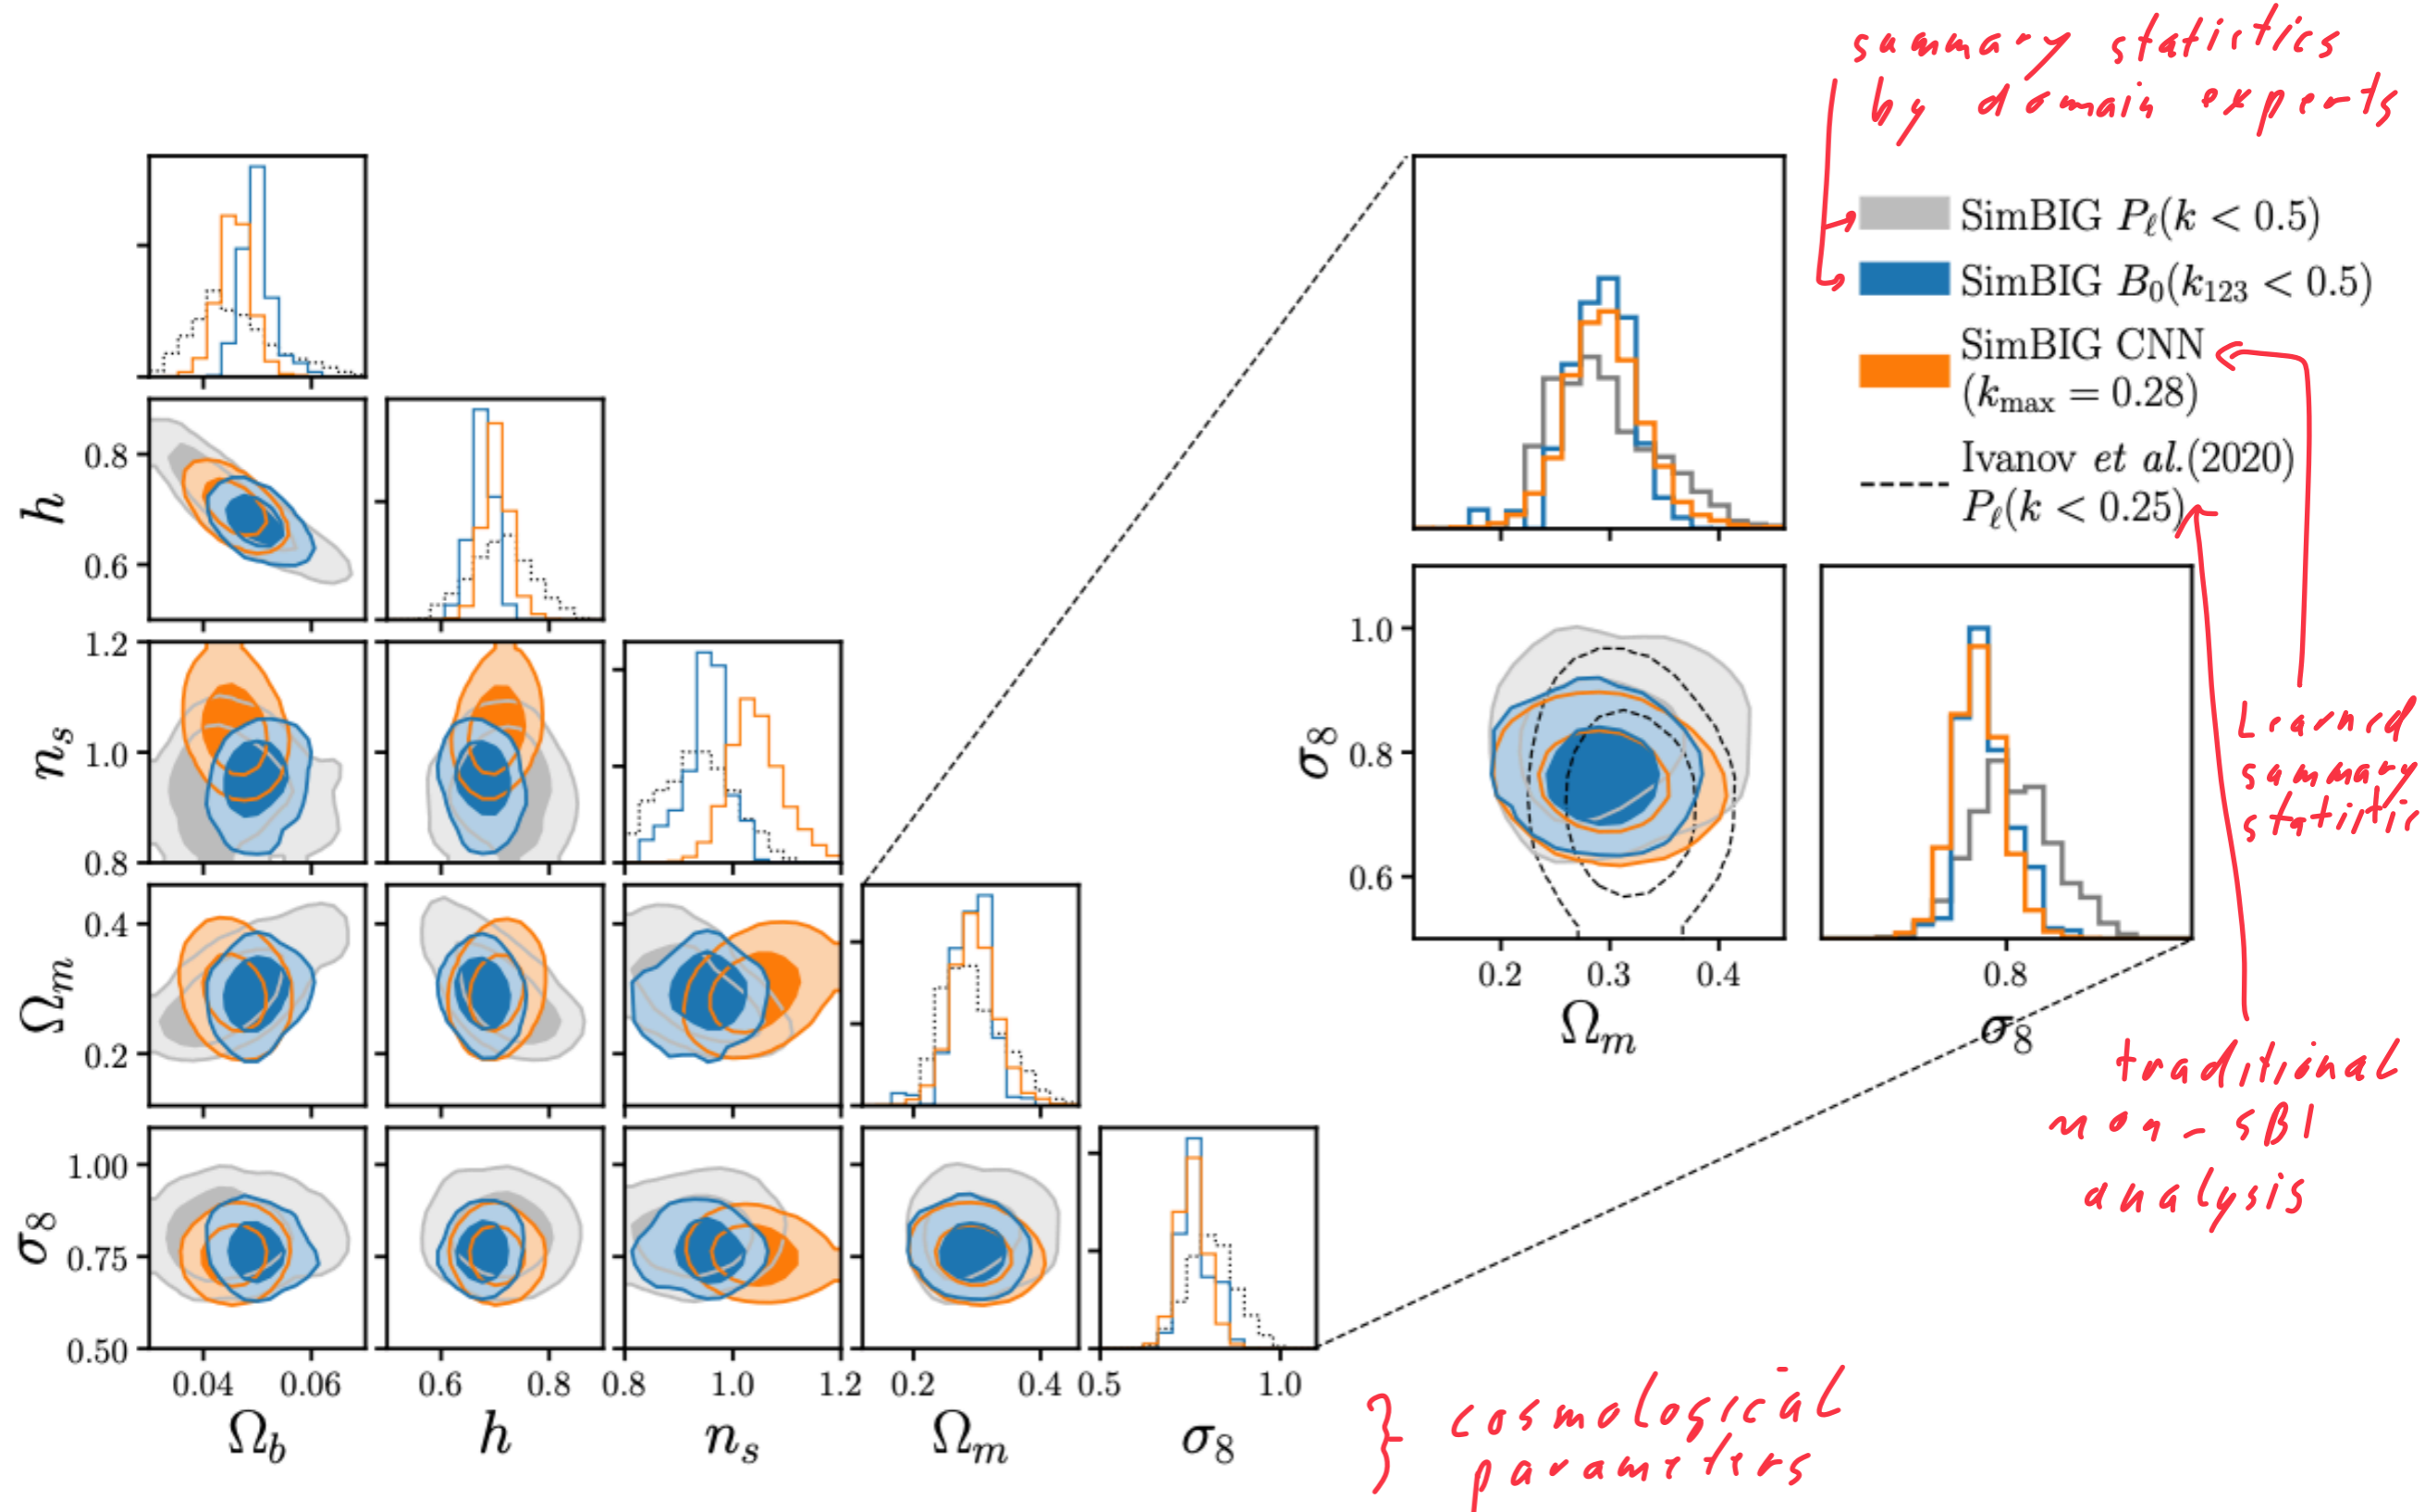 summary statistics
by domain experts
SimBIG Pℓ(k < 0.5)
SimBIG B₀(k₁₂₃ < 0.5)
SimBIG CNN
(kmax = 0.28)
Ivanov et al.(2020)
Pℓ(k < 0.25)
Learned
summary
statistic
traditional
non-SBI
analysis
h
0.8
0.6
nₛ
1.2
1.0
0.8
Ωₘ
0.4
0.2
σ₈
1.00
0.75
0.50
0.04 0.06 0.6 0.8 0.8 1.0 1.2 0.2 0.4 0.5 1.0
Ω_b h nₛ Ωₘ σ₈
σ₈
1.0
0.8
0.6
0.2 0.3 0.4 0.8
Ωₘ σ₈
} cosmological
parameters